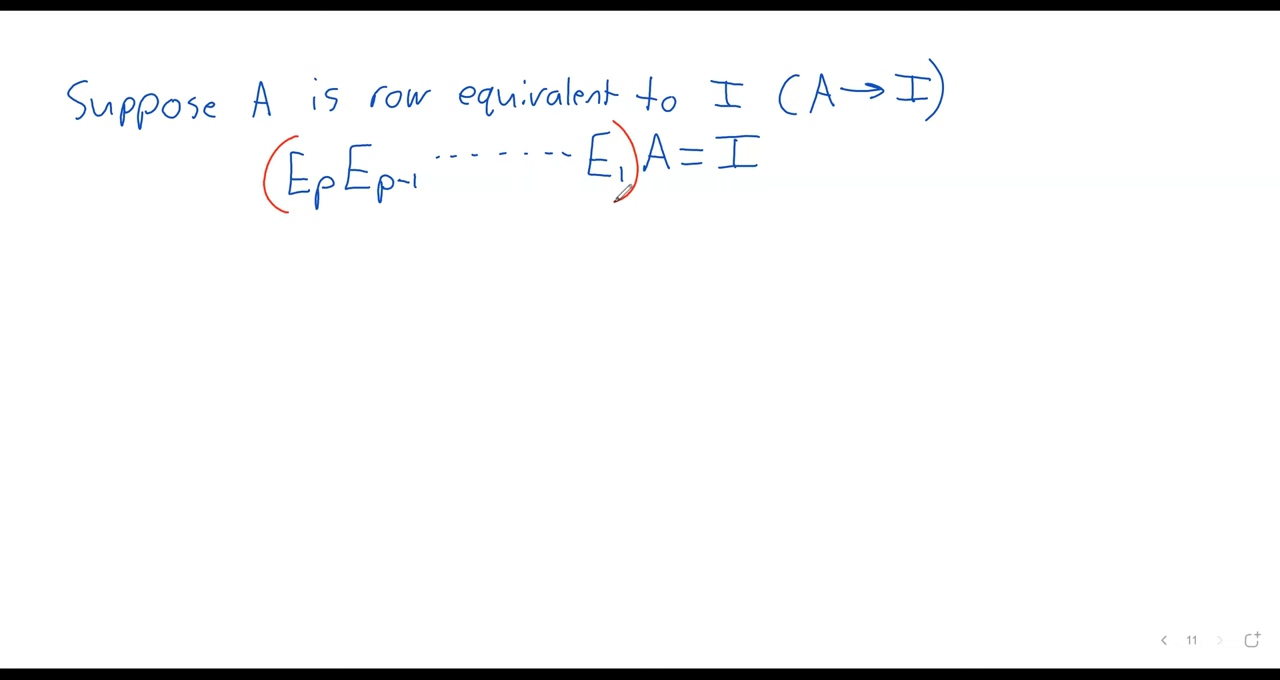 Suppose A is row equivalent to I (A→I)
(EₚEₚ₋₁ -------- E₁)A = I
< 11 >